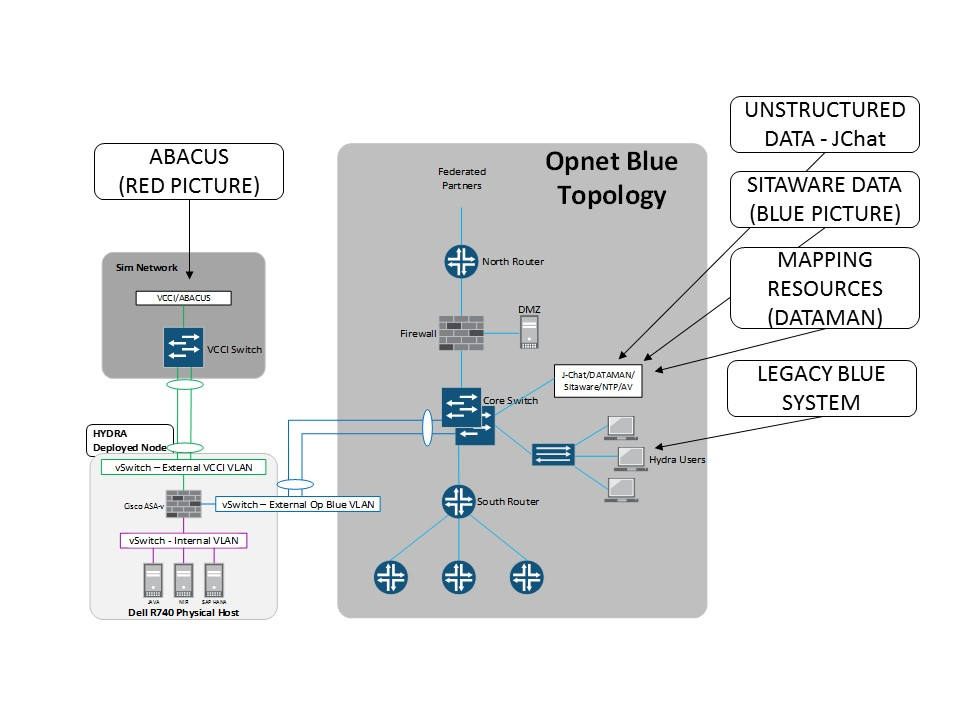 UNSTRUCTURED
DATA - JChat
ABACUS
(RED PICTURE)
Opnet Blue
Topology
Federated
Partners
SITAWARE DATA
(BLUE PICTURE)
Sim Network
VCCI/ABACUS
VCCI Switch
North Router
MAPPING
RESOURCES
(DATAMAN)
DMZ
Firewall
J-Chat/DATAMAN/
Sitaware/NTP/AV
LEGACY BLUE
SYSTEM
Core Switch
HYDRA
Deployed Node
Hydra Users
vSwitch – External VCCI VLAN
Cisco ASA-v
vSwitch – External Op Blue VLAN
South Router
vSwitch - Internal VLAN
JAVA
NiFi
SAP HANA
Dell R740 Physical Host